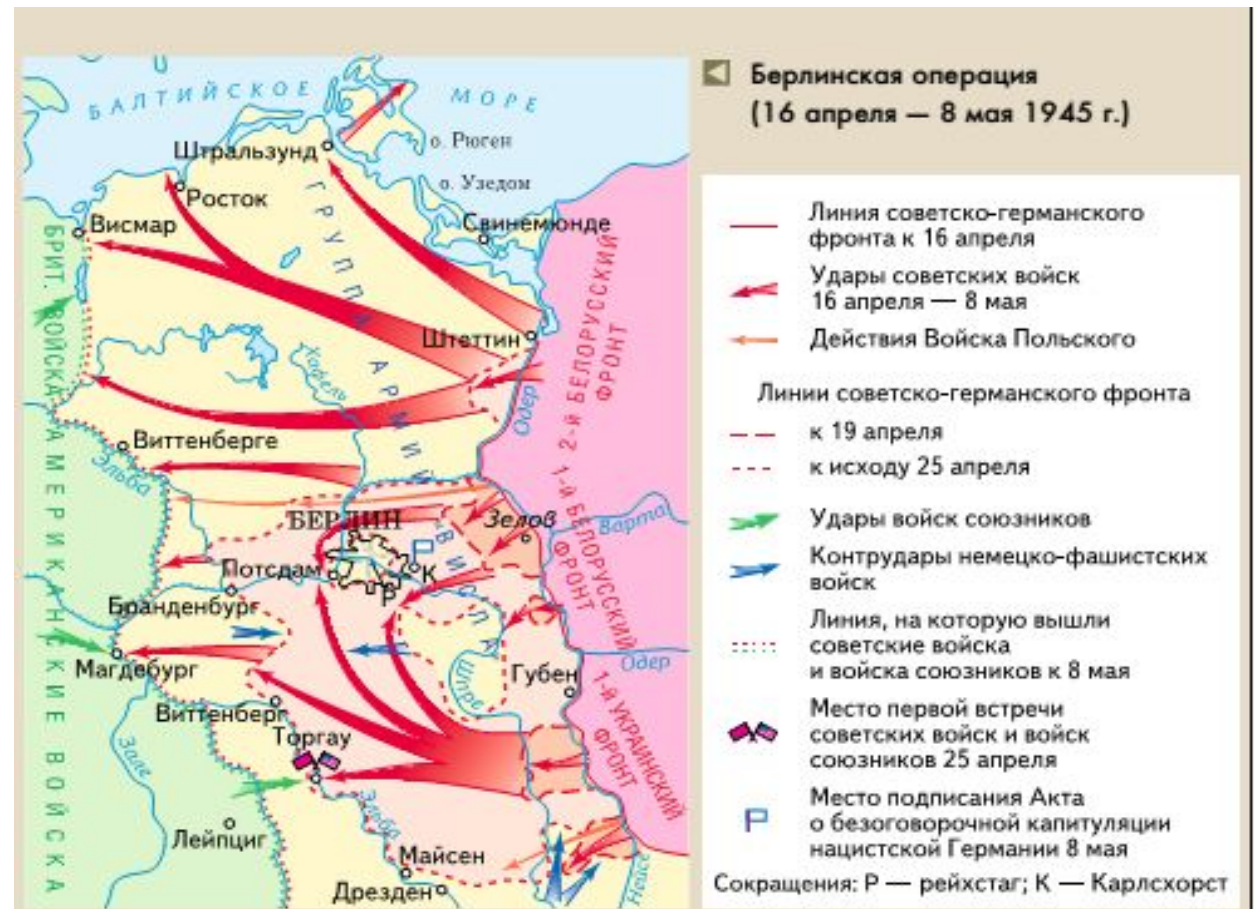 Берлинская операция
(16 апреля — 8 мая 1945 г.)
Линия советско-германского
фронта к 16 апреля
Удары советских войск
16 апреля — 8 мая
Действия Войска Польского
Линии советско-германского фронта
к 19 апреля
к исходу 25 апреля
Удары войск союзников
Контрудары немецко-фашистских
войск
Линия, на которую вышли
советские войска
и войска союзников к 8 мая
Место первой встречи
советских войск и войск
союзников 25 апреля
Место подписания Акта
о безоговорочной капитуляции
нацистской Германии 8 мая
Сокращения: Р — рейхстаг; К — Карлсхорст
БАЛТИЙСКОЕ МОРЕ
о. Рюген
Штральзунд
о. Узедом
Росток
Висмар
Свинемюнде
БРИТ. ВОЙСКА
ГРУППА АРМИЙ "ВИСЛА"
2-й БЕЛОРУССКИЙ
ФРОНТ
Штеттин
Хафель
Одер
Виттенберге
Эльба
АМЕРИКАНСКИЕ ВОЙСКА
1-й БЕЛОРУССКИЙ
ФРОНТ
БЕРЛИН
Зелов
Варта
К
Потсдам
Р
Бранденбург
Одер
Магдебург
Шпре
Губен
Виттенберг
1-й УКРАИНСКИЙ
ФРОНТ
Торгау
Зале
Эльба
Лейпциг
Майсен
Дрезден
Нейсе